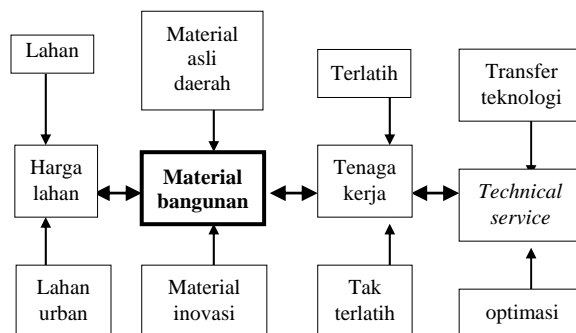 Lahan
Material
asli
daerah
Terlatih
Transfer
teknologi
Harga
lahan
Material
bangunan
Tenaga
kerja
Technical
service
Lahan
urban
Material
inovasi
Tak
terlatih
optimasi